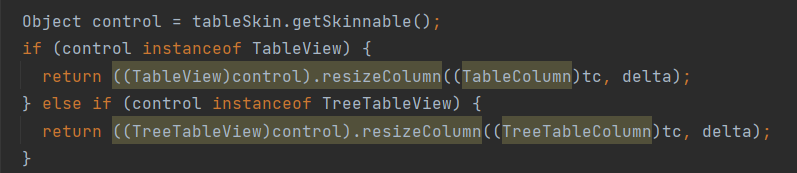 Object control = tableSkin.getSkinnable();
if (control instanceof TableView) {
  return ((TableView)control).resizeColumn((TableColumn)tc, delta);
} else if (control instanceof TreeTableView) {
  return ((TreeTableView)control).resizeColumn((TreeTableColumn)tc, delta);
}